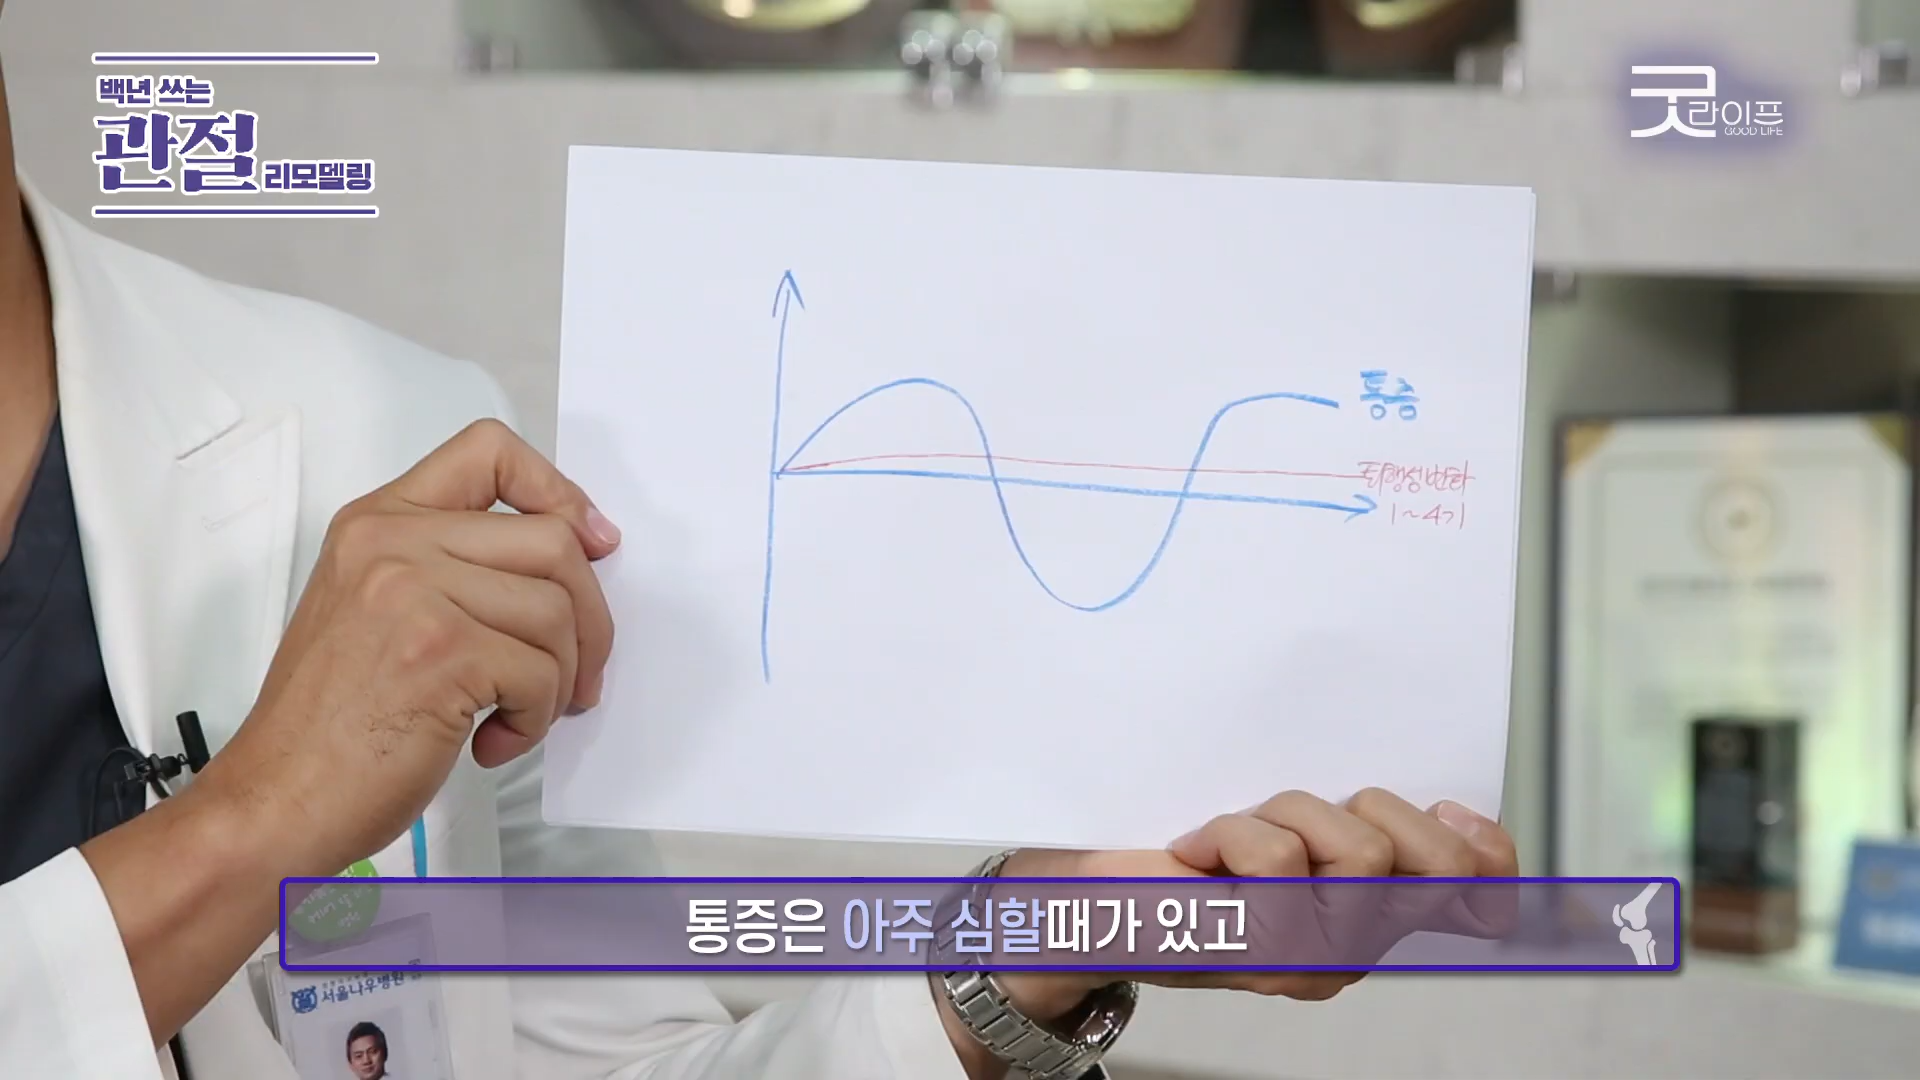 백년 쓰는
관절 리모델링
굿라이프
GOOD LIFE
통증
퇴행성변화
1~4기
통증은 아주 심할때가 있고
서울나우병원